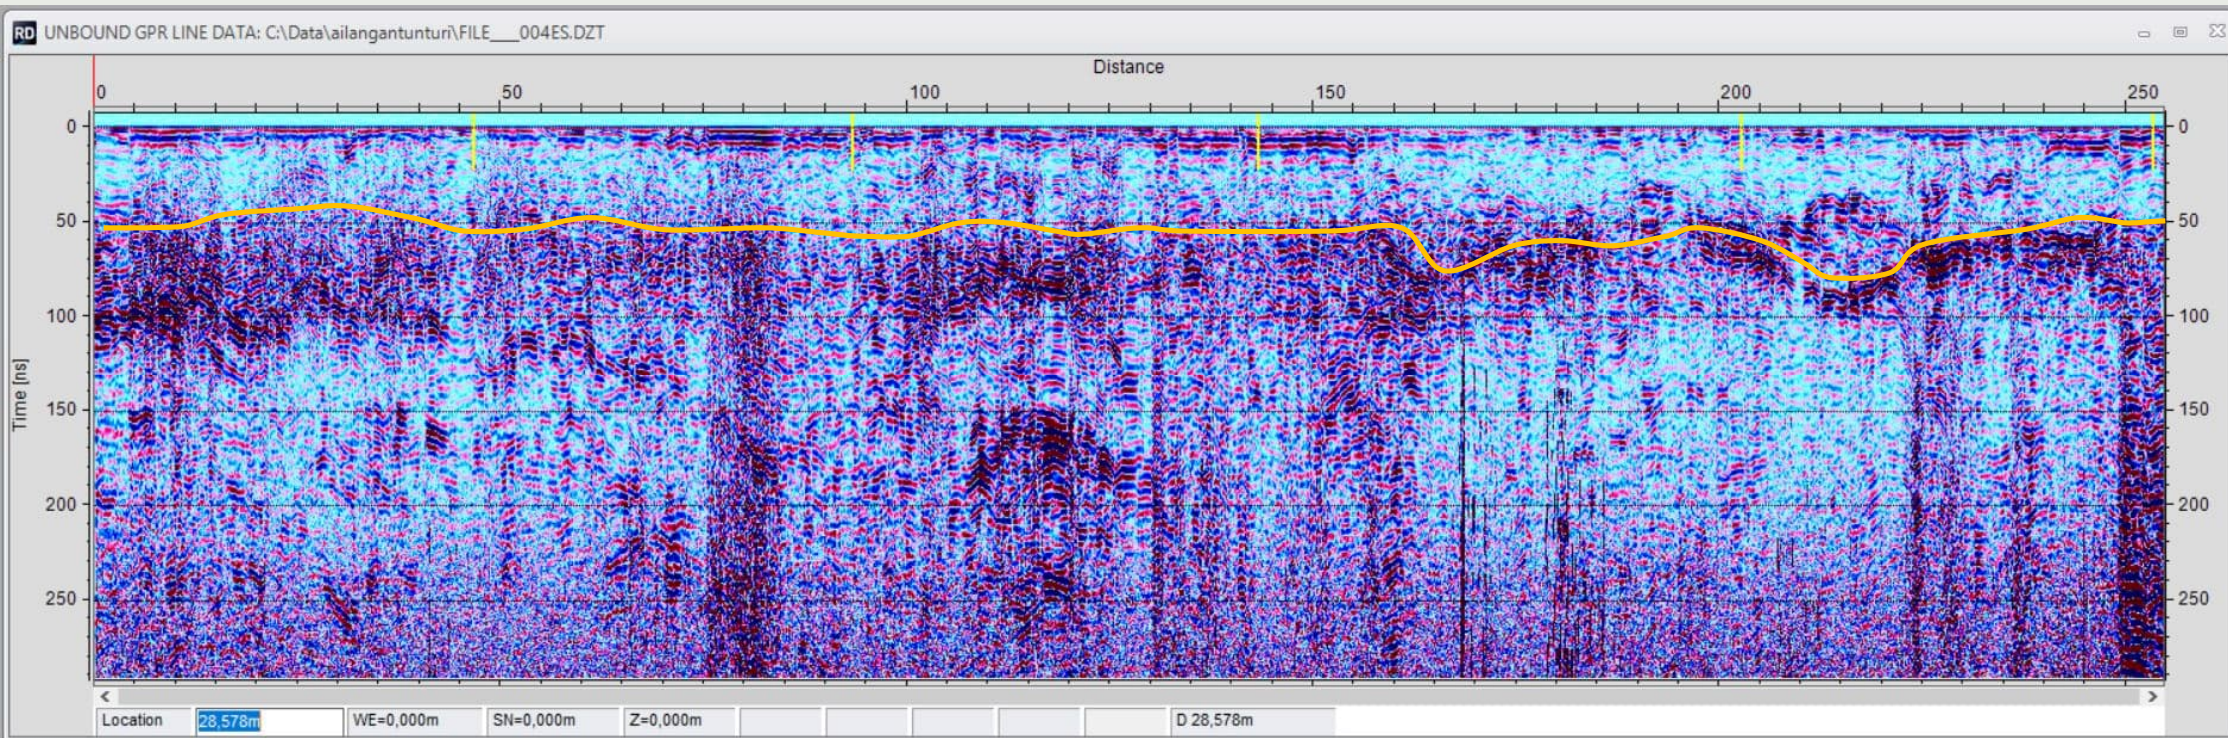 RD UNBOUND GPR LINE DATA: C:\Data\ailangantunturi\FILE___004ES.DZT
Distance
0 50 100 150 200 250
0 0
50 50
100 100
150 150
200 200
250 250
Time [ns]
Location 28,578m WE=0,000m SN=0,000m Z=0,000m D 28,578m